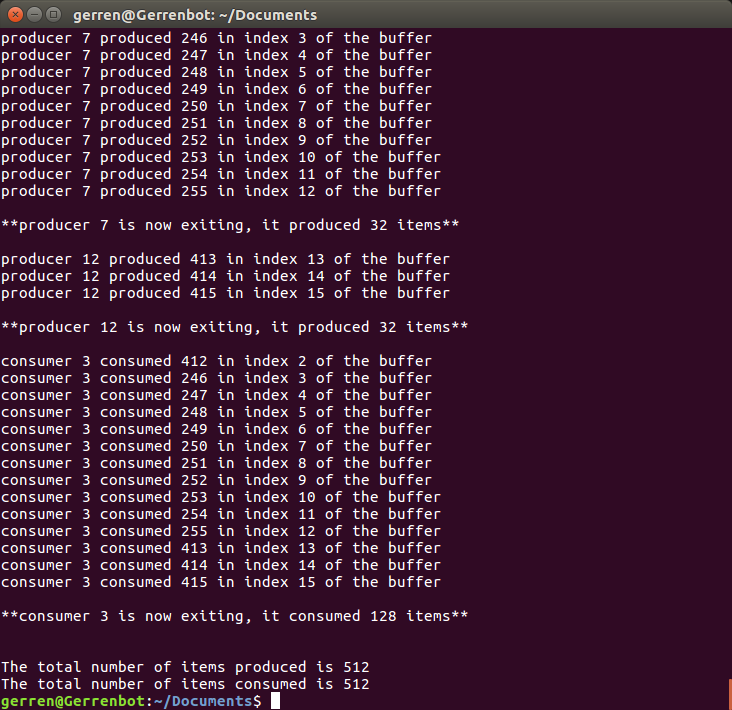 gerren@Gerrenbot: ~/Documents
producer 7 produced 246 in index 3 of the buffer
producer 7 produced 247 in index 4 of the buffer
producer 7 produced 248 in index 5 of the buffer
producer 7 produced 249 in index 6 of the buffer
producer 7 produced 250 in index 7 of the buffer
producer 7 produced 251 in index 8 of the buffer
producer 7 produced 252 in index 9 of the buffer
producer 7 produced 253 in index 10 of the buffer
producer 7 produced 254 in index 11 of the buffer
producer 7 produced 255 in index 12 of the buffer
**producer 7 is now exiting, it produced 32 items**
producer 12 produced 413 in index 13 of the buffer
producer 12 produced 414 in index 14 of the buffer
producer 12 produced 415 in index 15 of the buffer
**producer 12 is now exiting, it produced 32 items**
consumer 3 consumed 412 in index 2 of the buffer
consumer 3 consumed 246 in index 3 of the buffer
consumer 3 consumed 247 in index 4 of the buffer
consumer 3 consumed 248 in index 5 of the buffer
consumer 3 consumed 249 in index 6 of the buffer
consumer 3 consumed 250 in index 7 of the buffer
consumer 3 consumed 251 in index 8 of the buffer
consumer 3 consumed 252 in index 9 of the buffer
consumer 3 consumed 253 in index 10 of the buffer
consumer 3 consumed 254 in index 11 of the buffer
consumer 3 consumed 255 in index 12 of the buffer
consumer 3 consumed 413 in index 13 of the buffer
consumer 3 consumed 414 in index 14 of the buffer
consumer 3 consumed 415 in index 15 of the buffer
**consumer 3 is now exiting, it consumed 128 items**
The total number of items produced is 512
The total number of items consumed is 512
gerren@Gerrenbot:~/Documents$